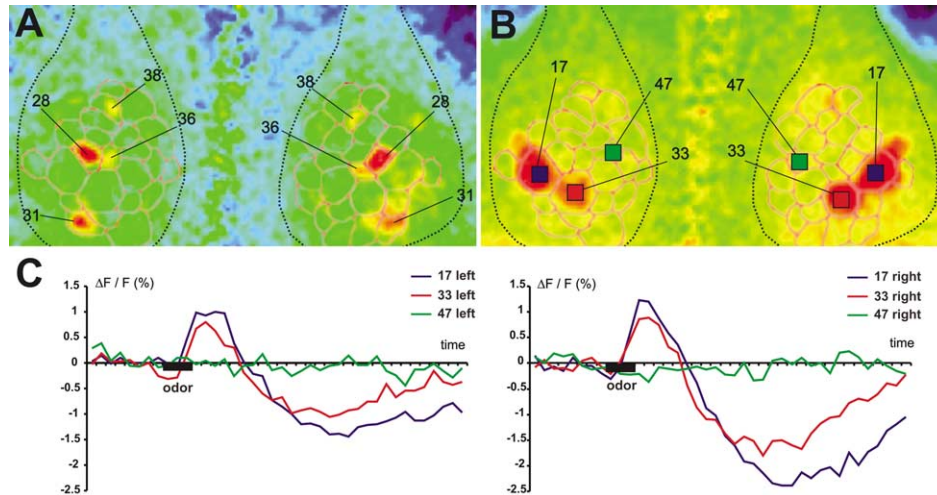 A
38
28
36
31
38
28
36
31
B
17
47
33
17
47
33
C
ΔF / F (%)
17 left
33 left
47 left
time
1.5
1
0.5
0
-0.5
-1
-1.5
-2
-2.5
odor
ΔF / F (%)
17 right
33 right
47 right
time
1.5
1
0.5
0
-0.5
-1
-1.5
-2
-2.5
odor